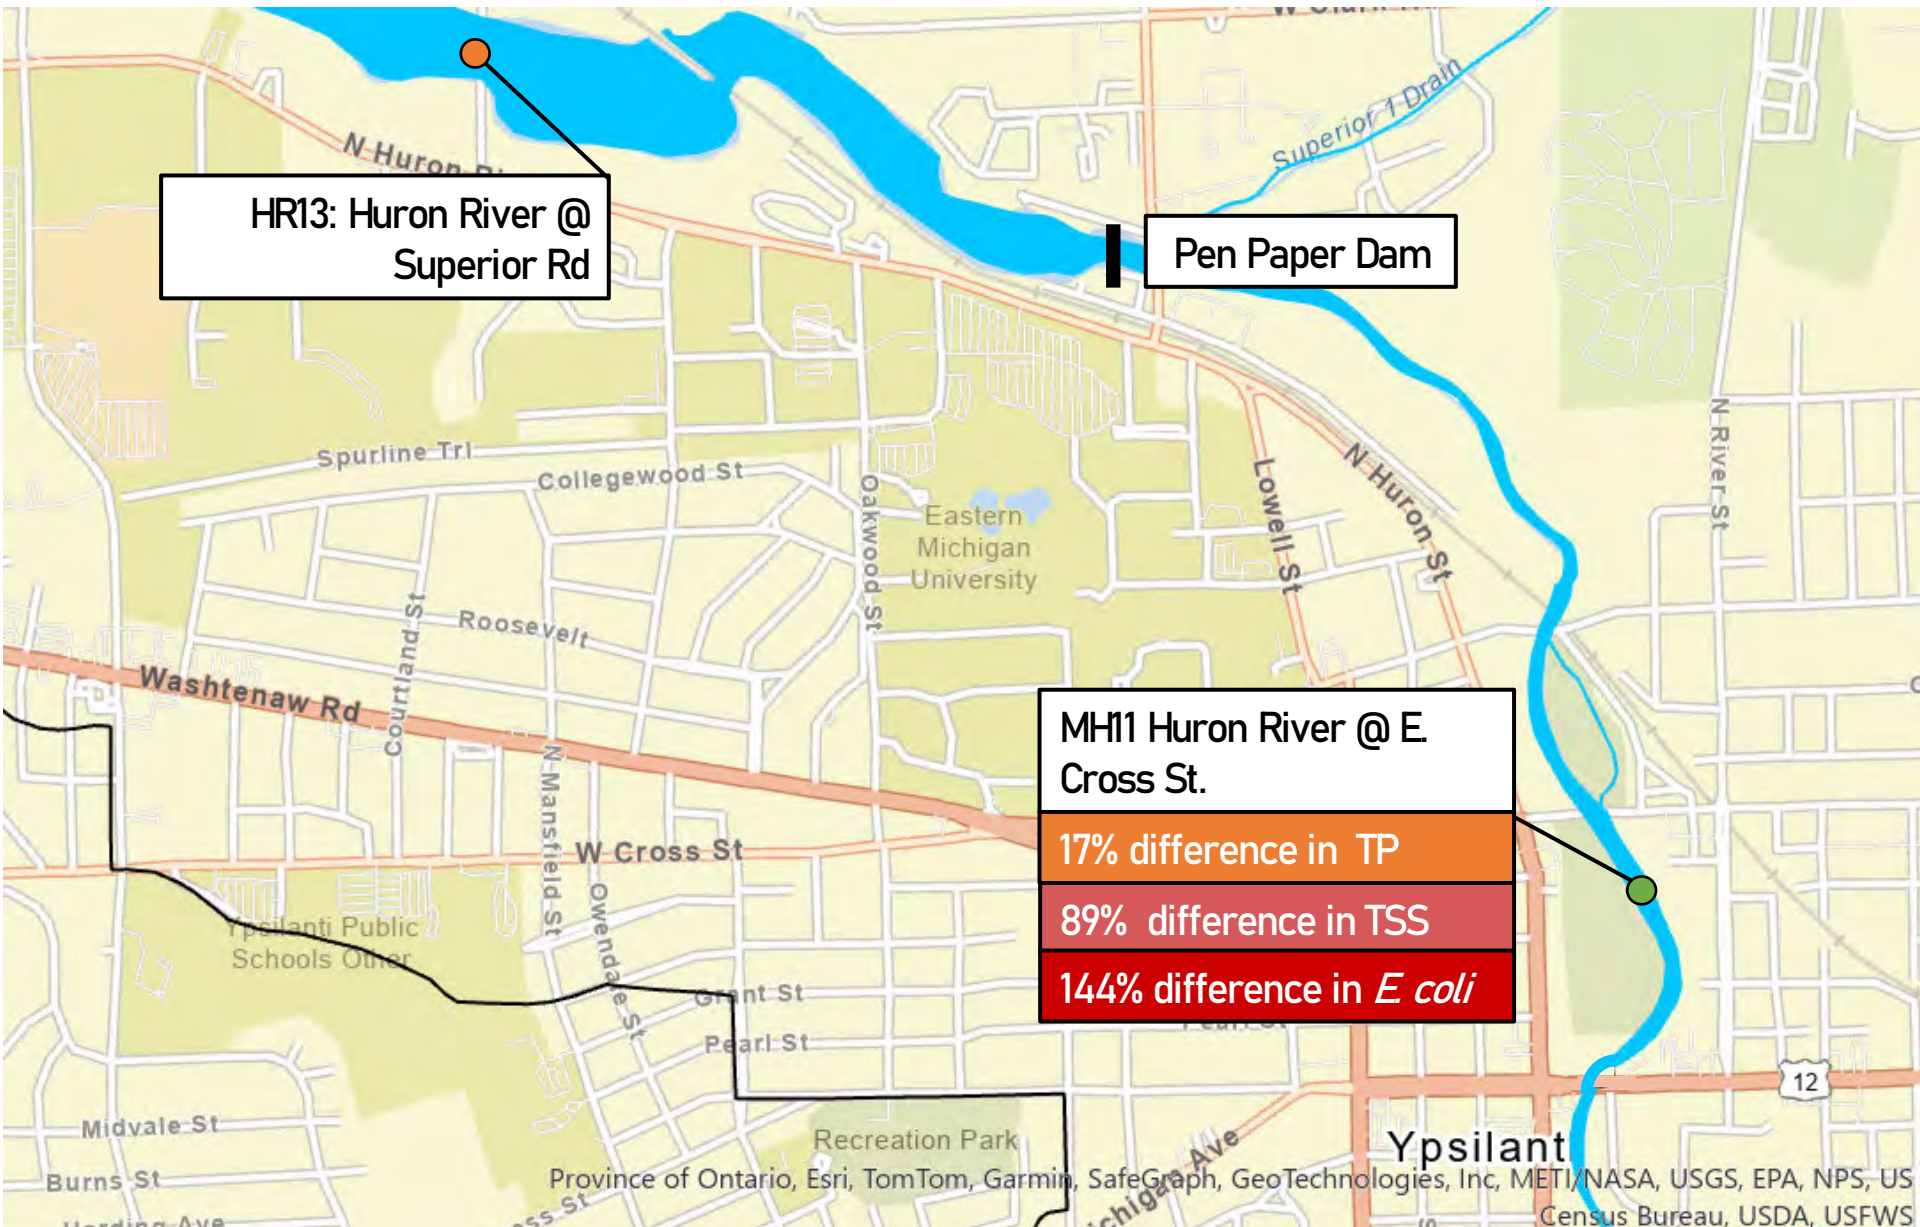 Superior 1 Drain
HR13: Huron River @
Superior Rd
Pen Paper Dam
N Huron
Spurline Trl
Collegewood St
Oakwood St
Eastern
Michigan
University
Lowell St
N Huron St
N River St
Roosevelt
Courtland St
Washtenaw Rd
N Mansfield St
Owendale St
W Cross St
MH11 Huron River @ E.
Cross St.
17% difference in TP
89% difference in TSS
144% difference in E. coli
Ypsilanti Public
Schools Other
Grant St
Pearl St
Pearl St
12
Midvale St
Burns St
Recreation Park
Ypsilanti
Province of Ontario, Esri, TomTom, Garmin, SafeGraph, GeoTechnologies, Inc, METI/NASA, USGS, EPA, NPS, US
Census Bureau, USDA, USFWS